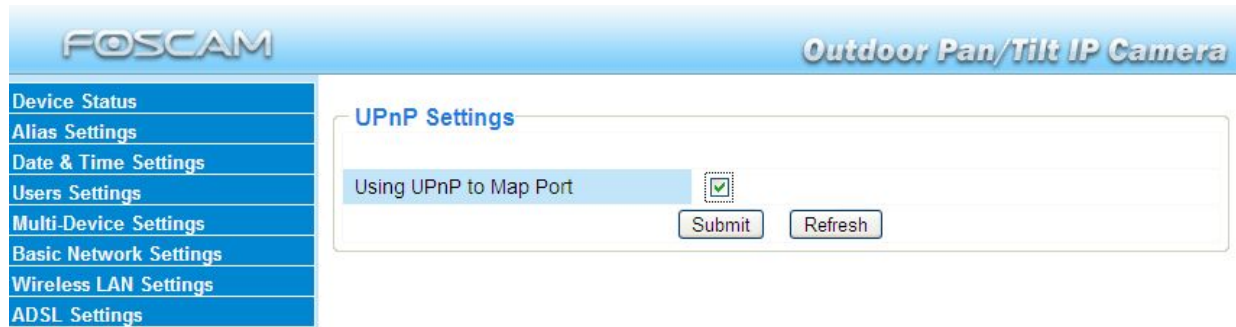 FOSCAM
Outdoor Pan/Tilt IP Camera
Device Status
Alias Settings
Date & Time Settings
Users Settings
Multi-Device Settings
Basic Network Settings
Wireless LAN Settings
ADSL Settings
UPnP Settings
Using UPnP to Map Port
Submit Refresh